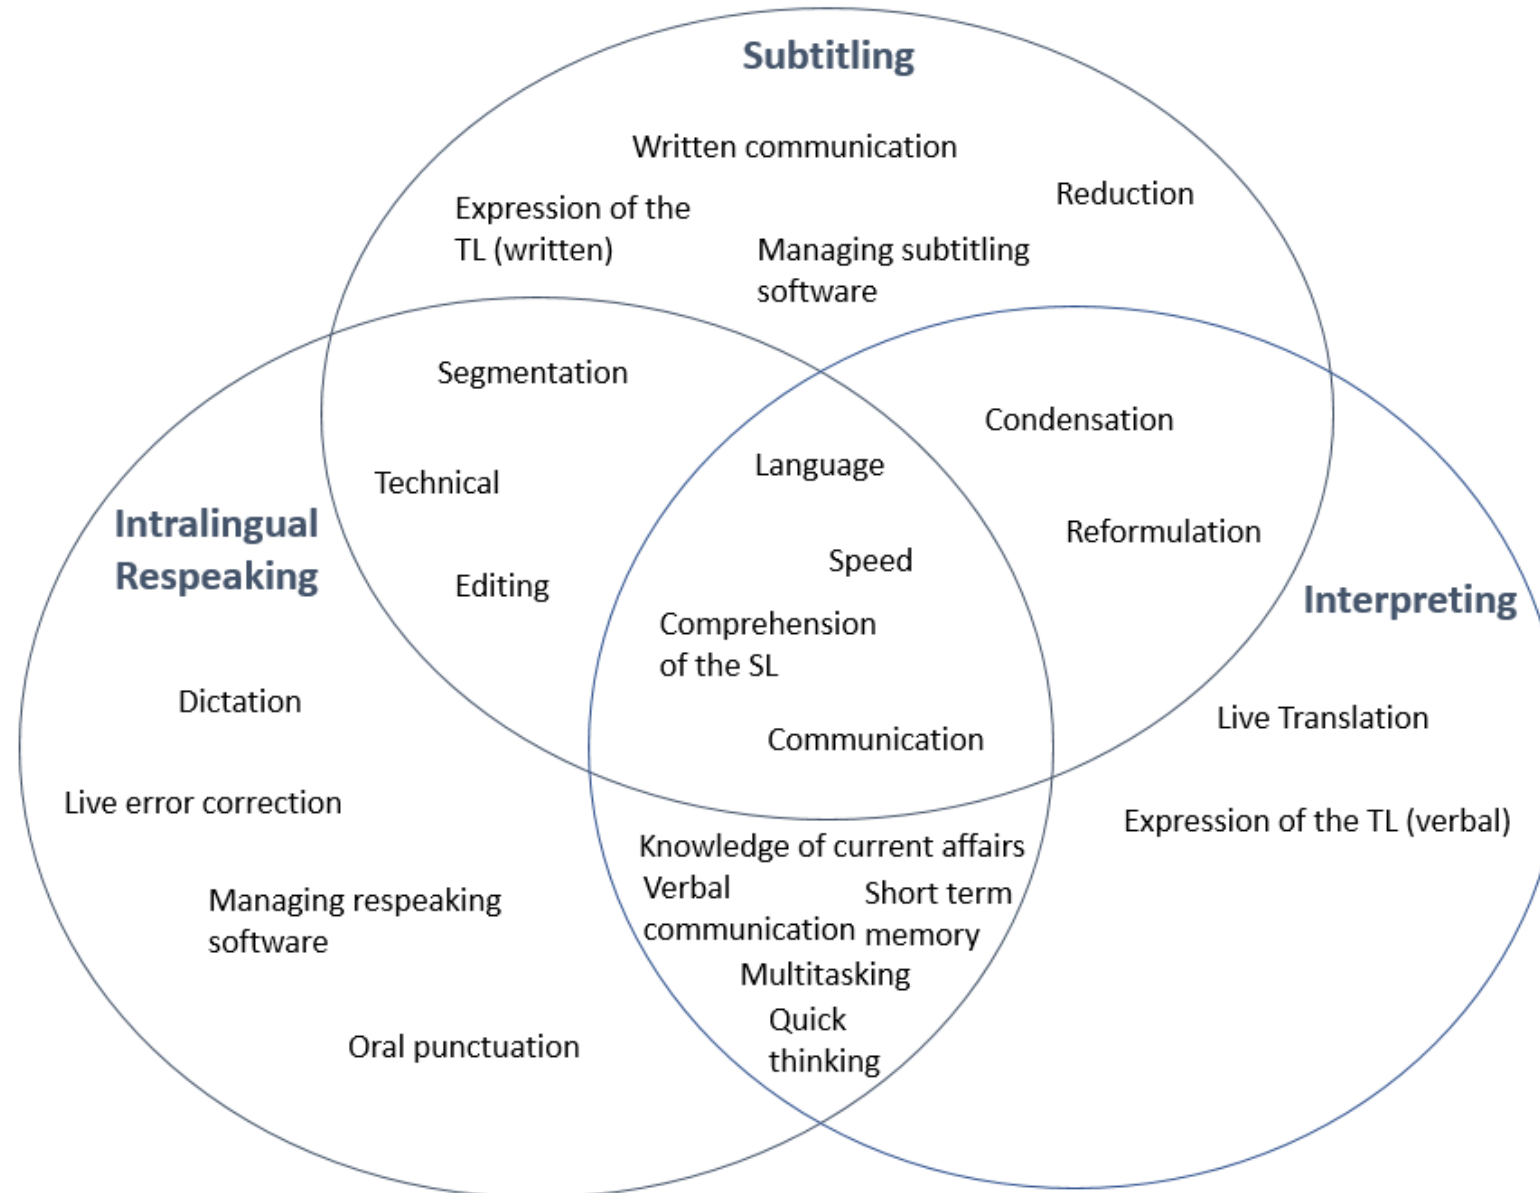 Subtitling
Written communication
Reduction
Expression of the
TL (written)
Managing subtitling
software
Segmentation
Condensation
Language
Technical
Intralingual
Respeaking
Reformulation
Speed
Editing
Interpreting
Comprehension
of the SL
Dictation
Live Translation
Communication
Live error correction
Expression of the TL (verbal)
Knowledge of current affairs
Verbal
communication
Short term
memory
Managing respeaking
software
Multitasking
Quick
thinking
Oral punctuation